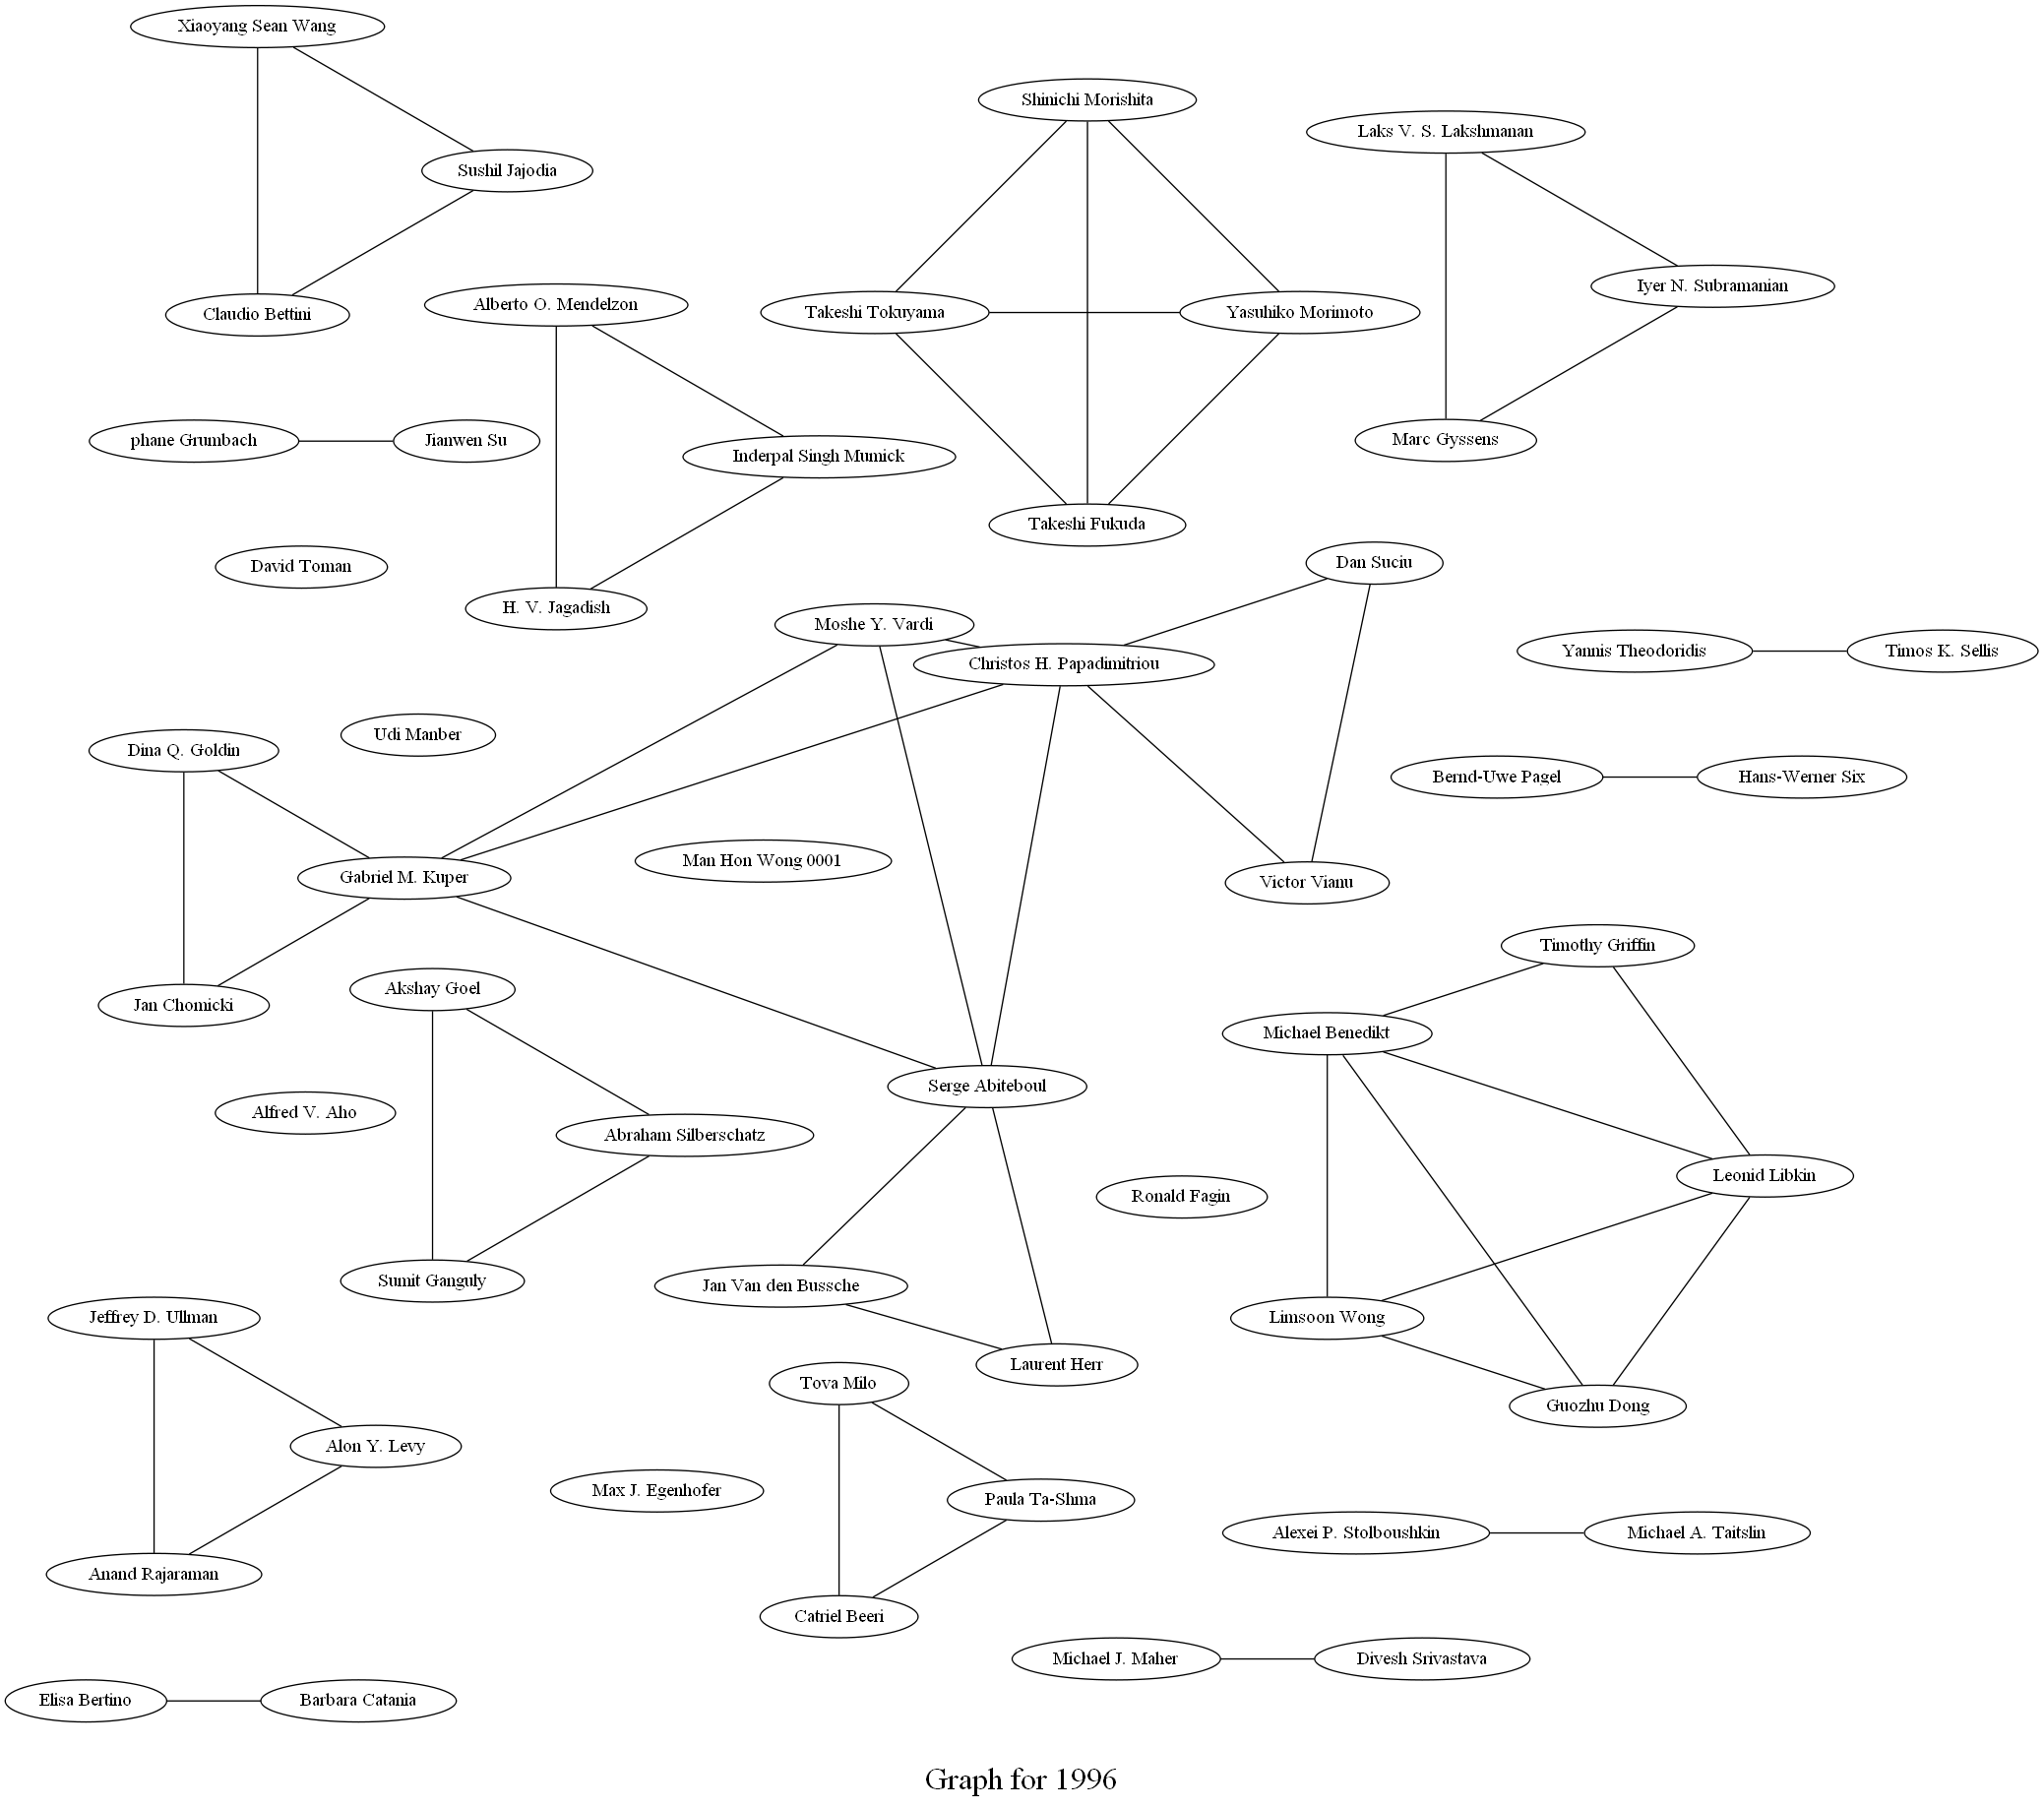 Xiaoyang Sean Wang
Shinichi Morishita
Laks V. S. Lakshmanan
Sushil Jajodia
Iyer N. Subramanian
Alberto O. Mendelzon
Claudio Bettini
Takeshi Tokuyama
Yasuhiko Morimoto
phane Grumbach
Jianwen Su
Inderpal Singh Mumick
Marc Gyssens
Takeshi Fukuda
David Toman
Dan Suciu
H. V. Jagadish
Moshe Y. Vardi
Christos H. Papadimitriou
Yannis Theodoridis
Timos K. Sellis
Udi Manber
Dina Q. Goldin
Bernd-Uwe Pagel
Hans-Werner Six
Man Hon Wong 0001
Gabriel M. Kuper
Victor Vianu
Timothy Griffin
Akshay Goel
Jan Chomicki
Michael Benedikt
Serge Abiteboul
Alfred V. Aho
Abraham Silberschatz
Leonid Libkin
Ronald Fagin
Sumit Ganguly
Jan Van den Bussche
Jeffrey D. Ullman
Limsoon Wong
Laurent Herr
Tova Milo
Guozhu Dong
Alon Y. Levy
Max J. Egenhofer
Paula Ta-Shma
Alexei P. Stolboushkin
Michael A. Taitslin
Anand Rajaraman
Catriel Beeri
Michael J. Maher
Divesh Srivastava
Elisa Bertino
Barbara Catania
Graph for 1996